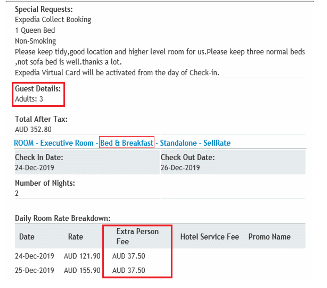 Special Requests:
Expedia Collect Booking
1 Queen Bed
Non-Smoking
Please keep tidy,good location and higher level room for us.Please keep three normal beds
,not sofa bed is well.thanks a lot.
Expedia Virtual Card will be activated from the day of Check-in.
Guest Details:
Adults: 3
Total After Tax:
AUD 352.80
ROOM - Executive Room - Bed & Breakfast - Standalone - SellRate
Check In Date: Check Out Date:
24-Dec-2019 26-Dec-2019
Number of Nights:
2
Daily Room Rate Breakdown:
Date Rate Extra Person Fee Hotel Service Fee Promo Name
24-Dec-2019 AUD 121.90 AUD 37.50
25-Dec-2019 AUD 155.90 AUD 37.50